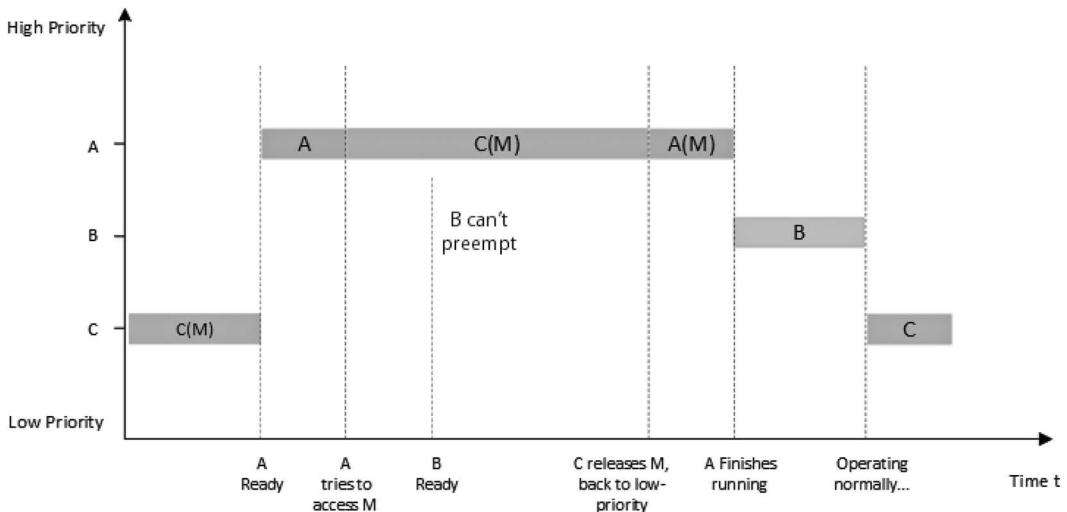 High Priority
A
A
C(M)
A(M)
B can't
preempt
B
B
C
C(M)
C
Low Priority
A
Ready
A
tries to
access M
B
Ready
C releases M,
back to low-
priority
A Finishes
running
Operating
normally...
Time t